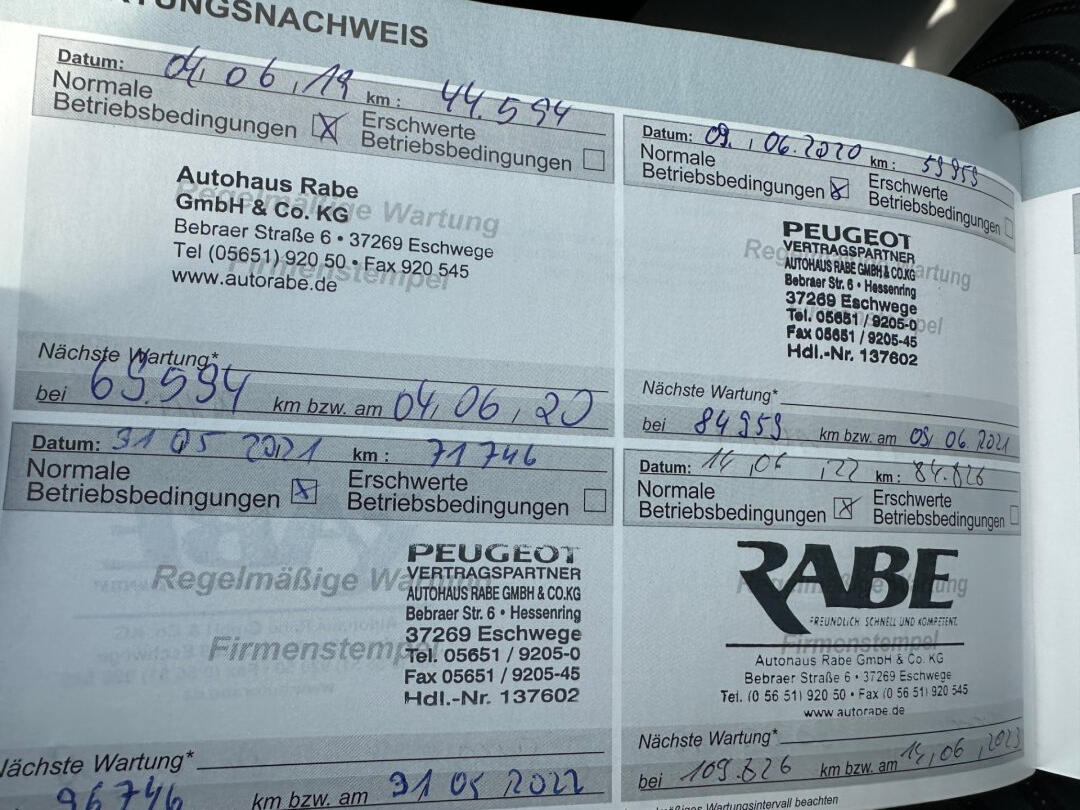 TUNGSNACHWEIS
Datum: 04.06.19 km: 44.594
Normale Betriebsbedingungen X Erschwerte Betriebsbedingungen
Regelmäßige Wartung
Firmenstempel
Autohaus Rabe
GmbH & Co. KG
Bebraer Straße 6 • 37269 Eschwege
Tel (05651) 920 50 • Fax 920 545
www.autorabe.de
Nächste Wartung*
bei 69.594 km bzw. am 04.06.20
Datum: 09.06.2020 km: 59959
Normale Betriebsbedingungen X Erschwerte Betriebsbedingungen
Regelmäßige Wartung
Firmenstempel
PEUGEOT
VERTRAGSPARTNER
AUTOHAUS RABE GMBH & CO.KG
Bebraer Str. 6 • Hessenring
37269 Eschwege
Tel. 05651 / 9205-0
Fax 05651 / 9205-45
Hdl.-Nr. 137602
Nächste Wartung*
bei 84959 km bzw. am 09.06.2021
Datum: 31 05 2021 km: 71746
Normale Betriebsbedingungen X Erschwerte Betriebsbedingungen
Regelmäßige Wartung
Firmenstempel
PEUGEOT
VERTRAGSPARTNER
AUTOHAUS RABE GMBH & CO.KG
Bebraer Str. 6 • Hessenring
37269 Eschwege
Tel. 05651 / 9205-0
Fax 05651 / 9205-45
Hdl.-Nr. 137602
Nächste Wartung*
96746 km bzw. am 31 05 2022
Datum: 14.06.22 km: 84.826
Normale Betriebsbedingungen X Erschwerte Betriebsbedingungen
Regelmäßige Wartung
Firmenstempel
RABE
FREUNDLICH SCHNELL UND KOMPETENT.
Autohaus Rabe GmbH & Co. KG
Bebraer Straße 6 • 37269 Eschwege
Tel. (0 56 51) 920 50 • Fax (0 56 51) 920 545
www.autorabe.de
Nächste Wartung*
bei 109.826 km bzw. am 14.06.2023
mäßiges Wartungsintervall beachten